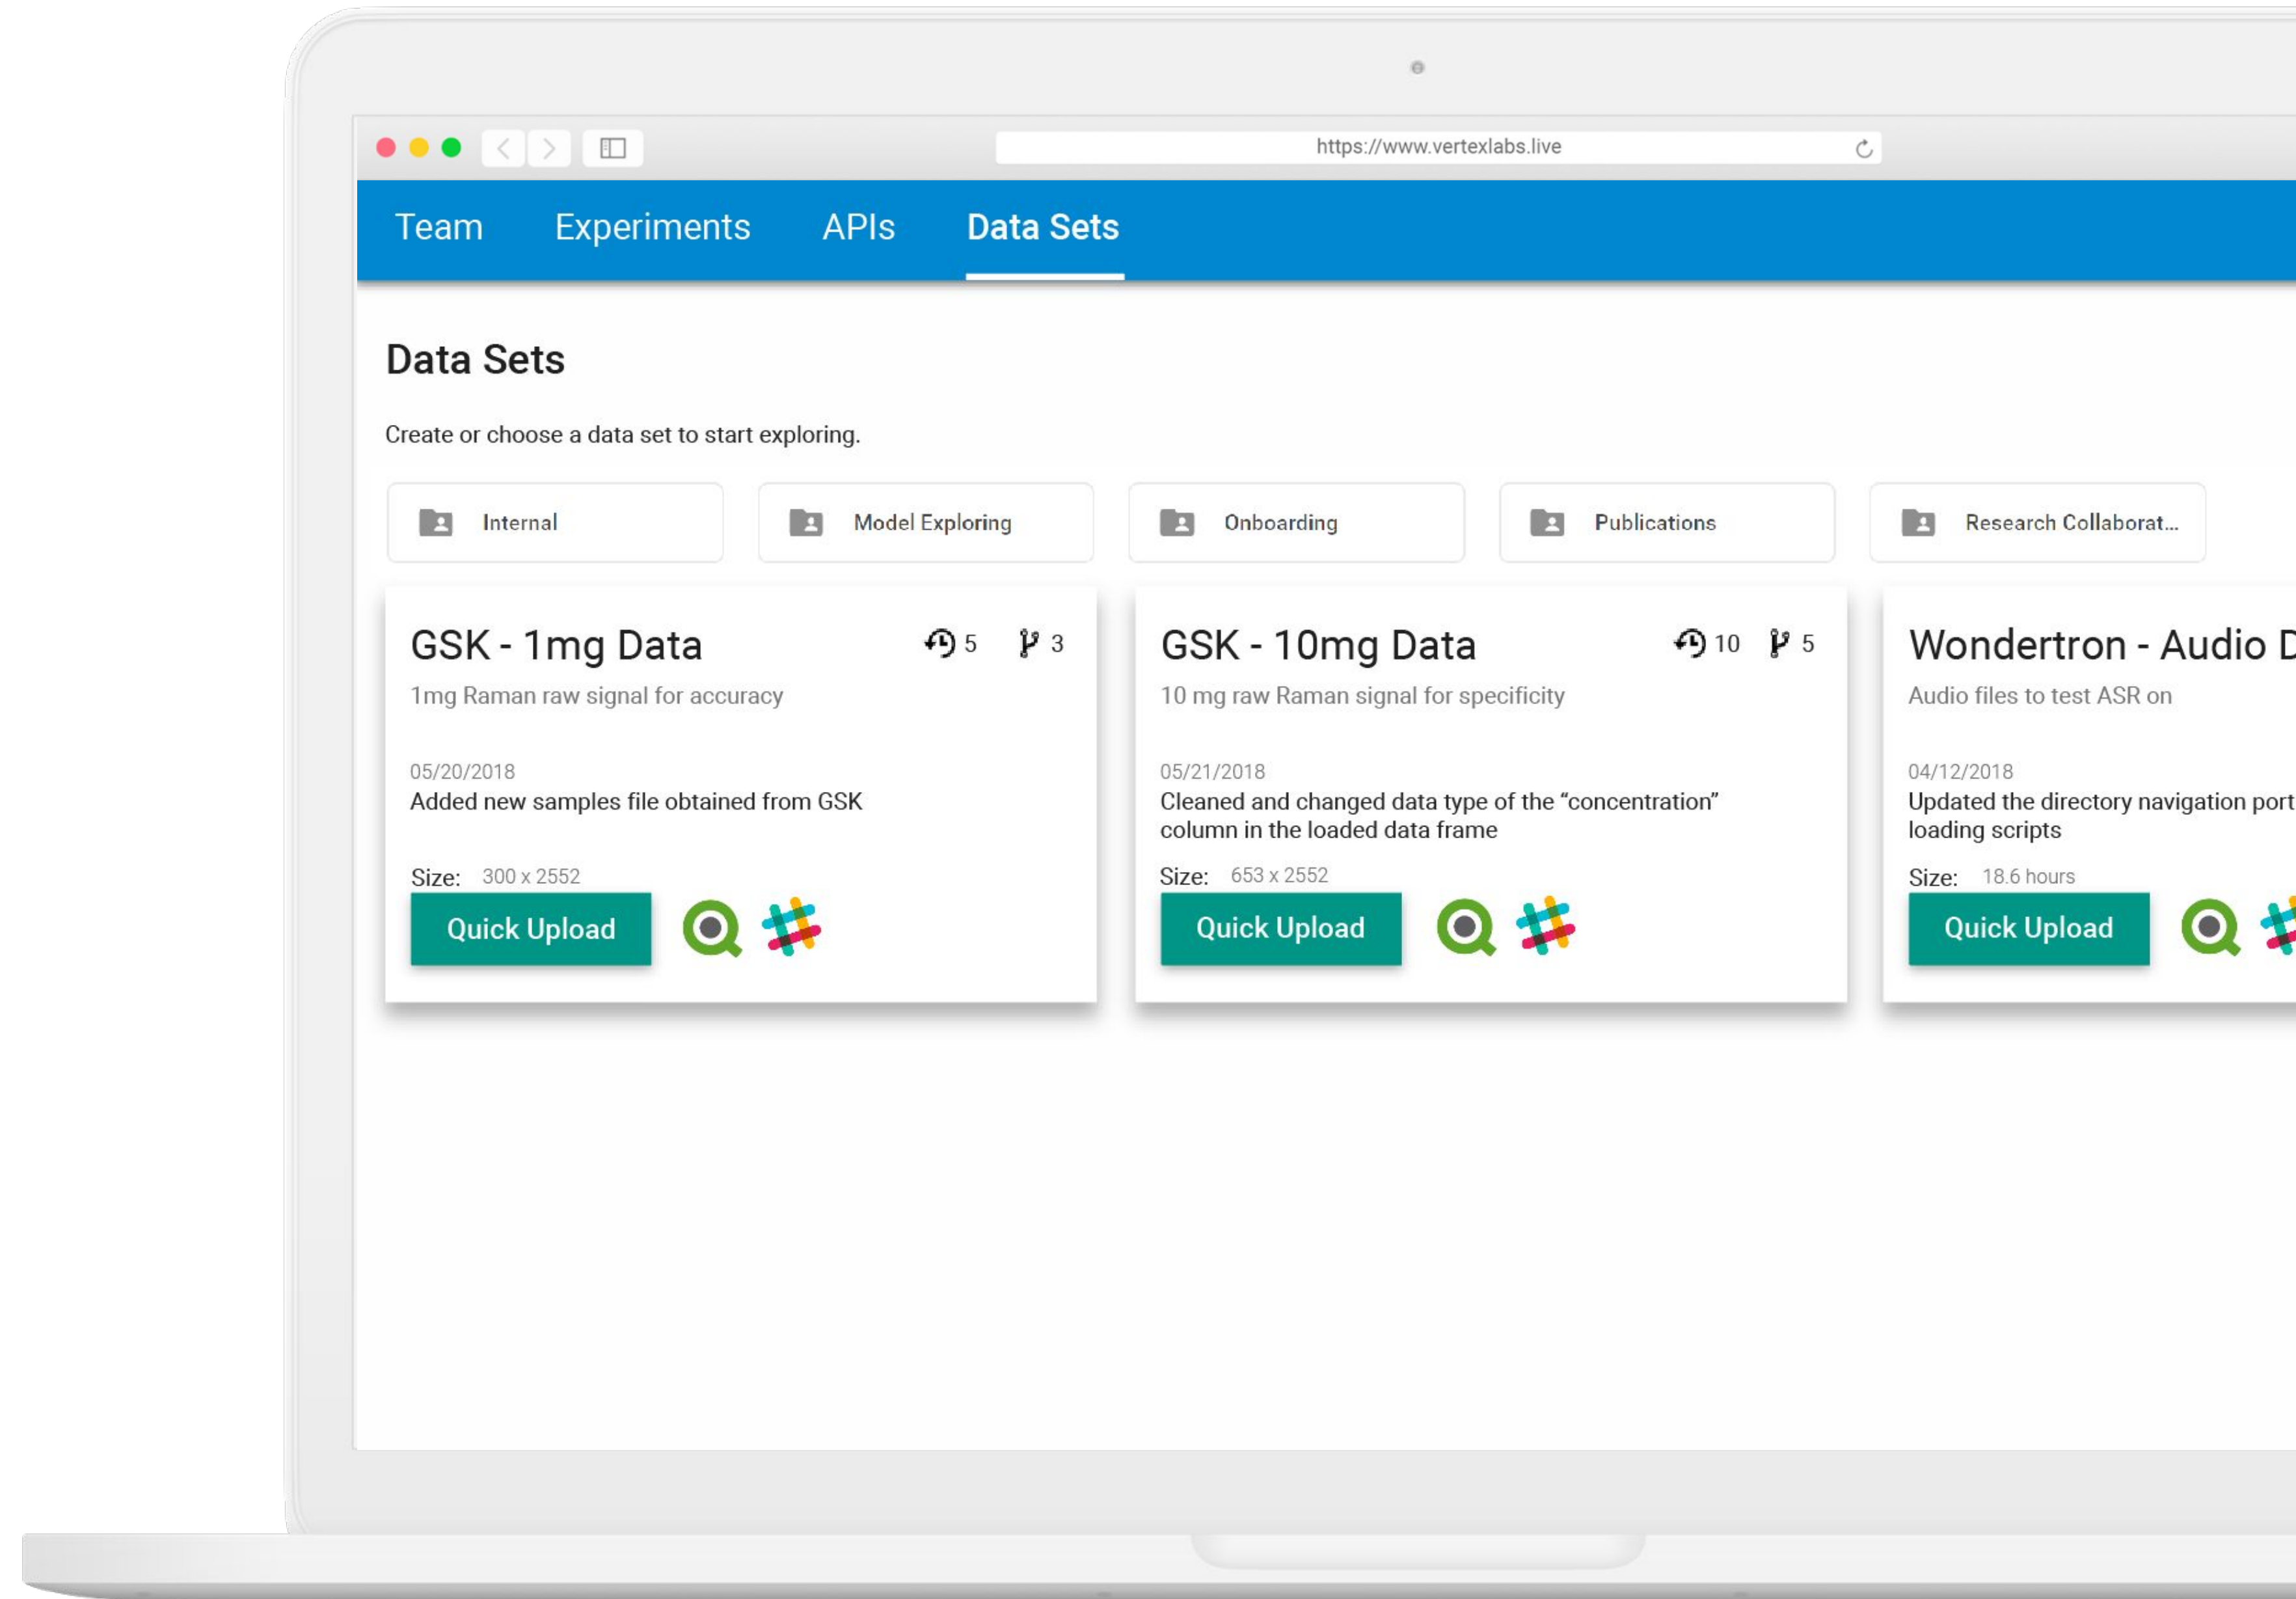 https://www.vertexlabs.live
Team Experiments APIs Data Sets
Data Sets
Create or choose a data set to start exploring.
Internal Model Exploring Onboarding Publications Research Collaborat...
GSK - 1mg Data 5 3
1mg Raman raw signal for accuracy
05/20/2018
Added new samples file obtained from GSK
Size: 300 x 2552
Quick Upload
GSK - 10mg Data 10 5
10 mg raw Raman signal for specificity
05/21/2018
Cleaned and changed data type of the “concentration”
column in the loaded data frame
Size: 653 x 2552
Quick Upload
Wondertron - Audio
Audio files to test ASR on
04/12/2018
Updated the directory navigation port
loading scripts
Size: 18.6 hours
Quick Upload